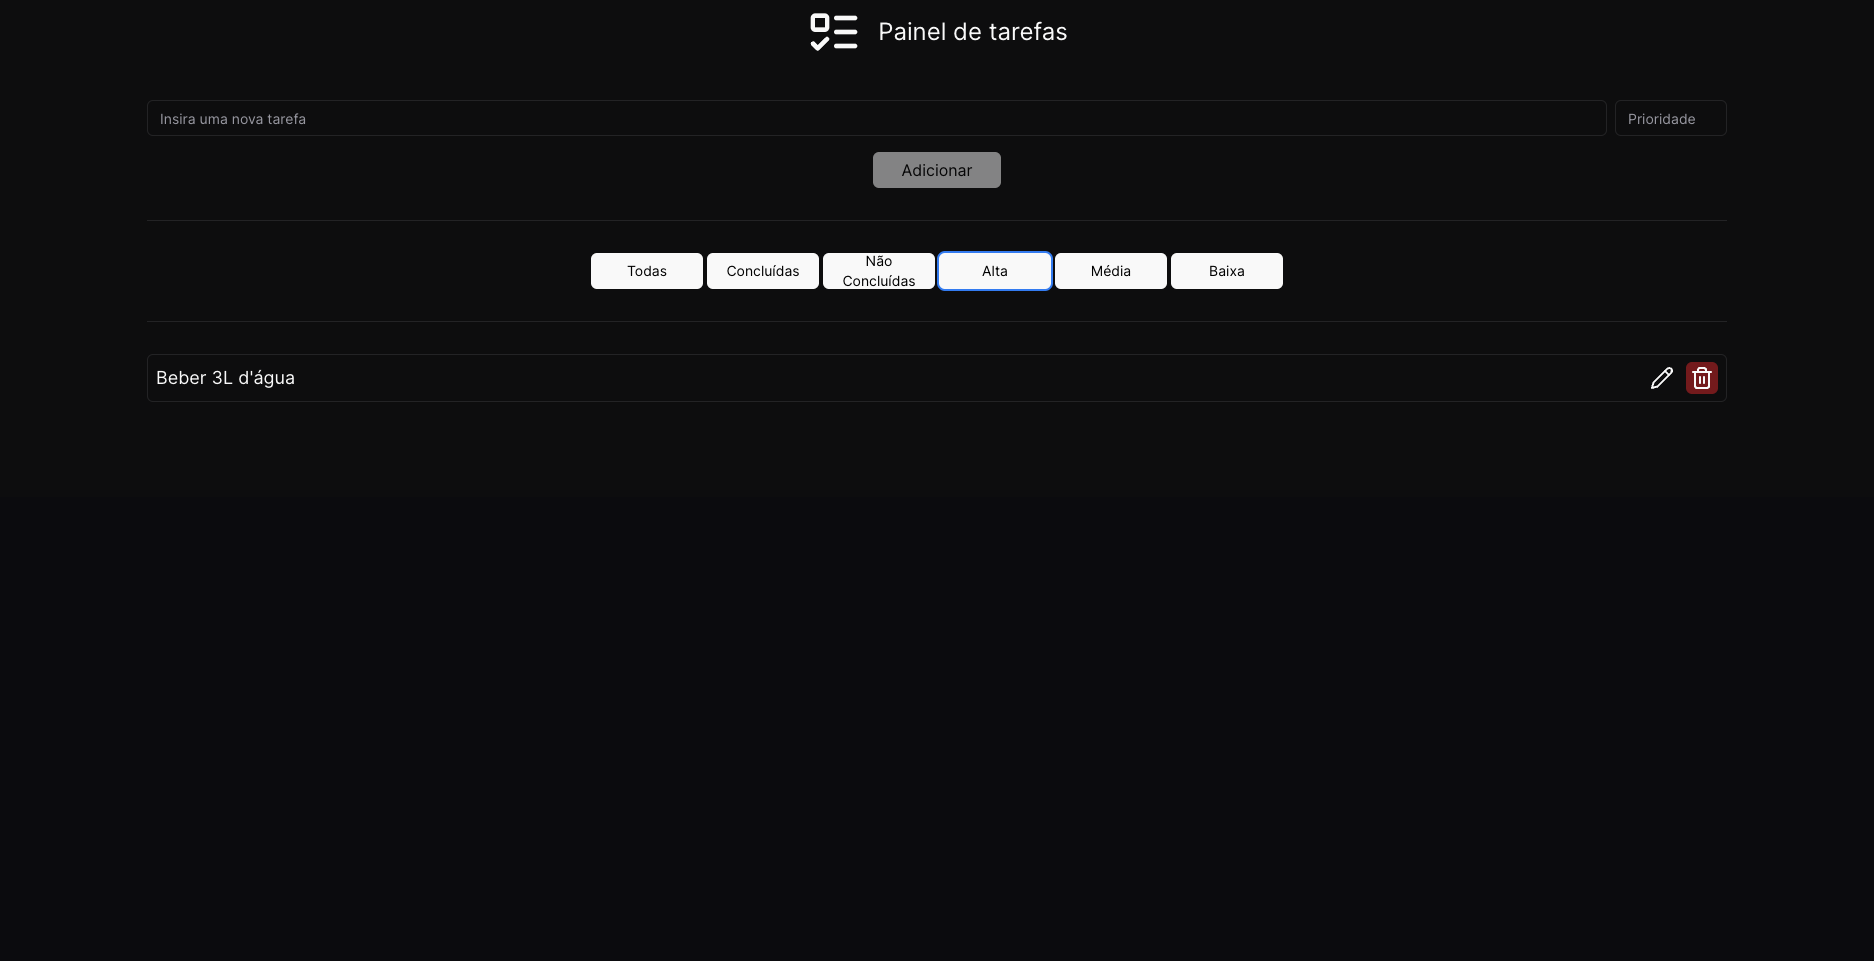 Painel de tarefas
Insira uma nova tarefa
Prioridade
Adicionar
Todas
Concluídas
Não
Concluídas
Alta
Média
Baixa
Beber 3L d'água